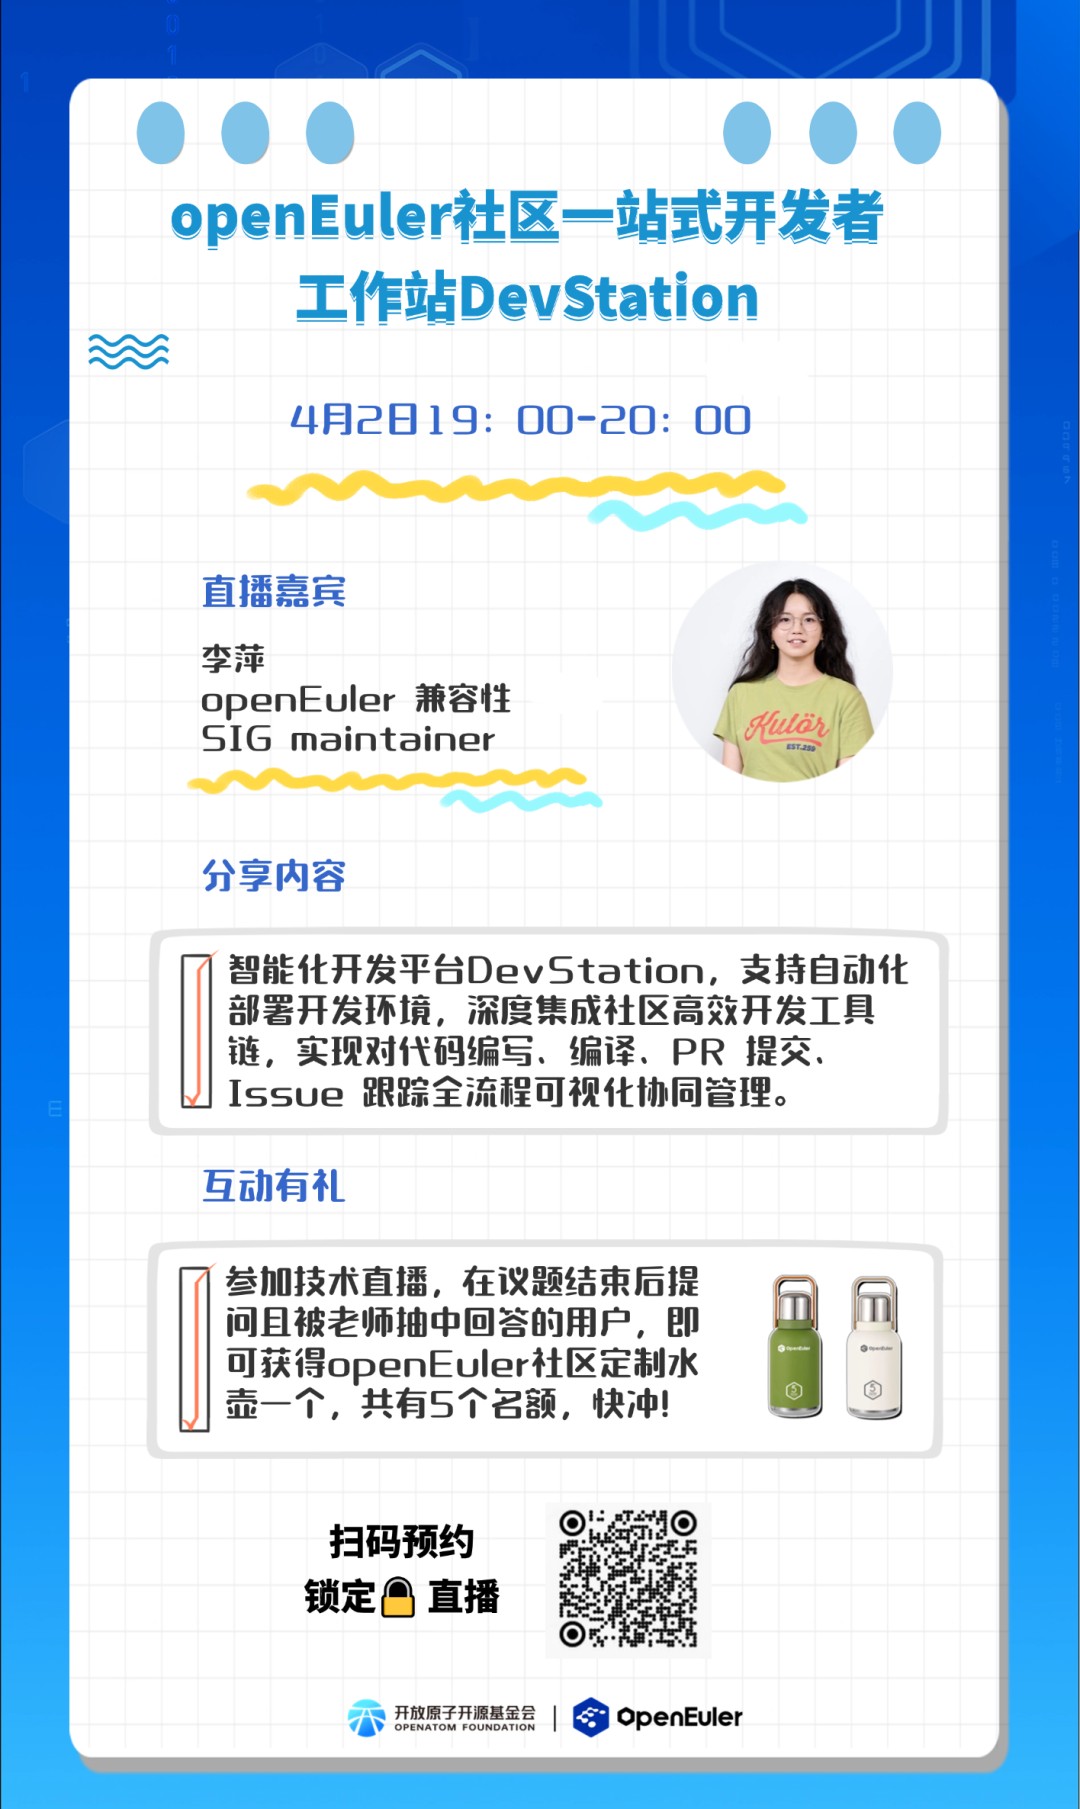 openEuler社区一站式开发者
工作站DevStation
4月2日19：00-20：00
直播嘉宾
李萍
openEuler 兼容性
SIG maintainer
Kulör
EST.259
分享内容
智能化开发平台DevStation，支持自动化
部署开发环境，深度集成社区高效开发工具
链，实现对代码编写、编译、PR 提交、
Issue 跟踪全流程可视化协同管理。
互动有礼
参加技术直播，在议题结束后提
问且被老师抽中回答的用户，即
可获得openEuler社区定制水
壶一个，共有5个名额，快冲!
OpenEuler
OpenEuler
扫码预约
锁定🔒直播
开放原子开源基金会
OPENATOM FOUNDATION
OpenEuler